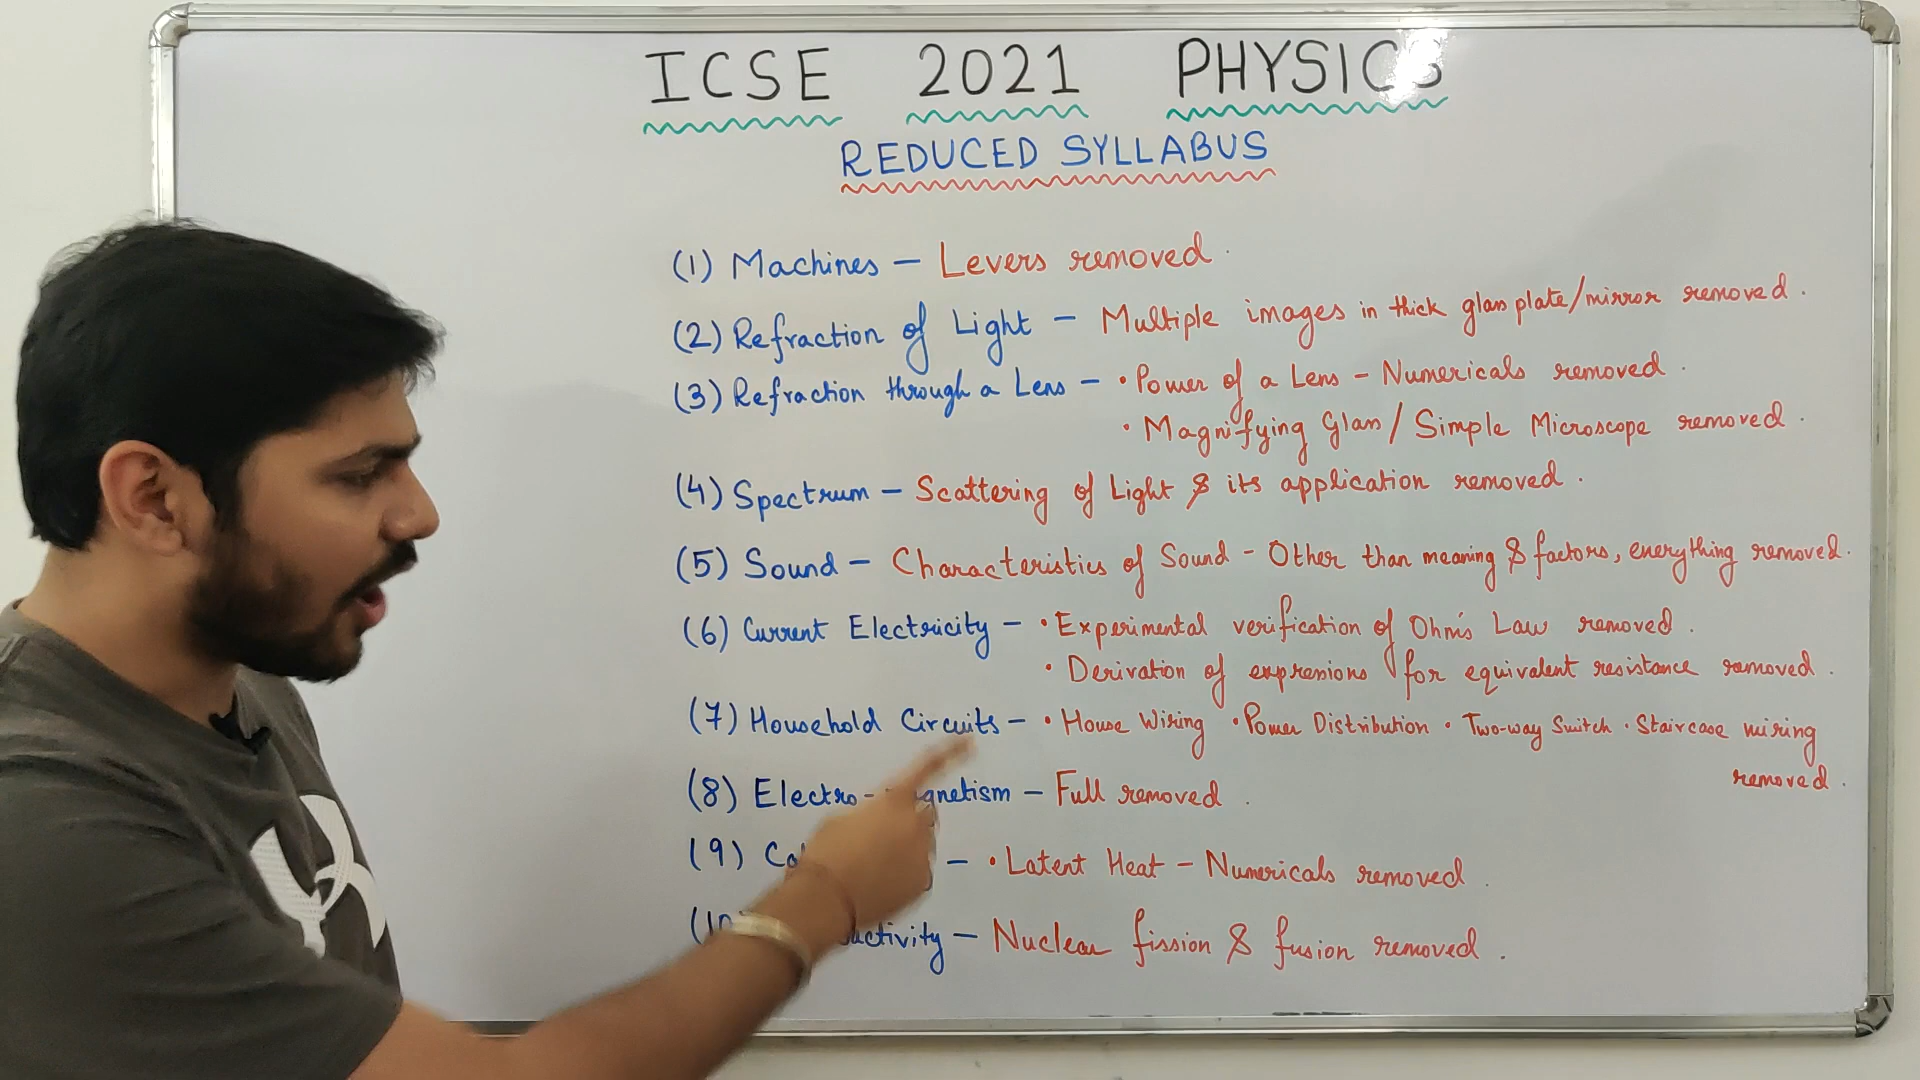 ICSE 2021 PHYSICS
REDUCED SYLLABUS
(1) Machines – Levers removed.
(2) Refraction of Light – Multiple images in thick glass plate/mirror removed.
(3) Refraction through a Lens – • Power of a Lens – Numericals removed.
• Magnifying Glass / Simple Microscope removed.
(4) Spectrum – Scattering of Light & its application removed.
(5) Sound – Characteristics of Sound – Other than meaning & factors, everything removed.
(6) Current Electricity – • Experimental verification of Ohm's Law removed.
• Derivation of expressions for equivalent resistance removed.
(7) Household Circuits – • House Wiring • Power Distribution • Two-way Switch • Staircase wiring
removed.
(8) Electro- – Full removed.
(9) – • Latent Heat – Numericals removed.
– Nuclear fission & fusion removed.